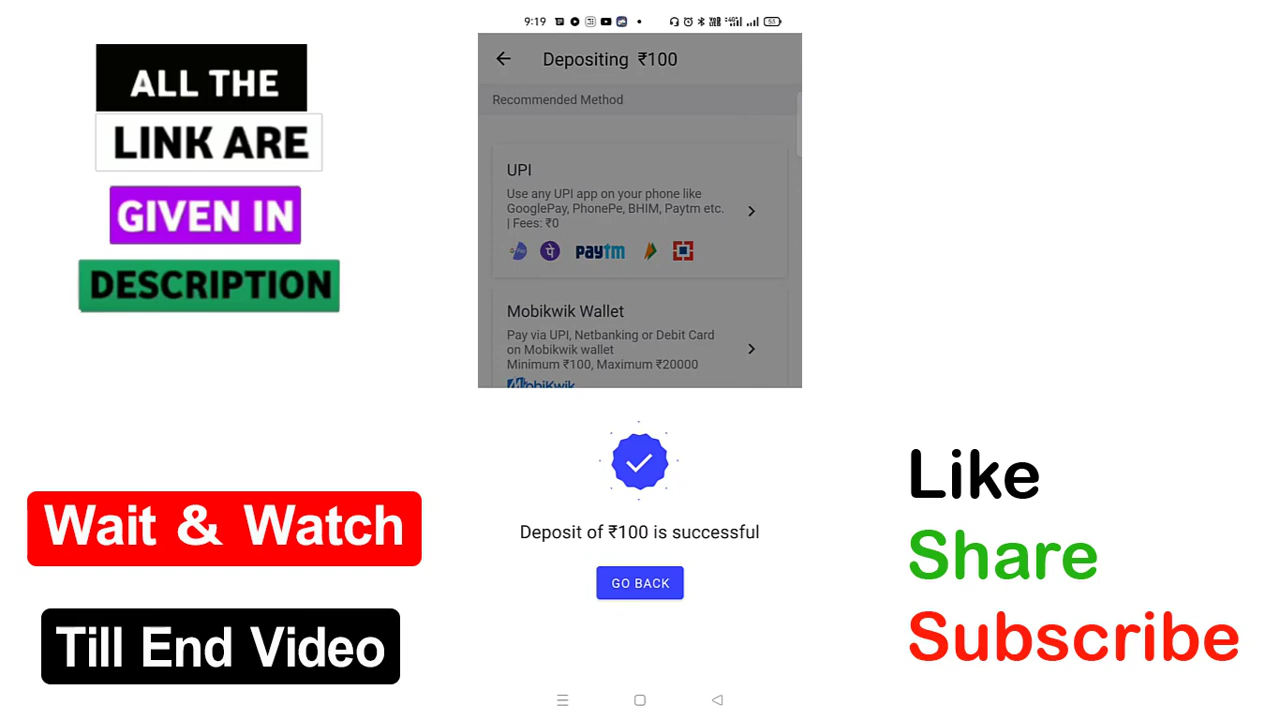 ALL THE
LINK ARE
GIVEN IN
DESCRIPTION
Wait & Watch
Till End Video
9:19
51
Depositing ₹100
Recommended Method
UPI
Use any UPI app on your phone like
GooglePay, PhonePe, BHIM, Paytm etc.
| Fees: ₹0
paytm
Mobikwik Wallet
Pay via UPI, Netbanking or Debit Card
on Mobikwik wallet
Minimum ₹100, Maximum ₹20000
MobiKwik
Deposit of ₹100 is successful
GO BACK
Like
Share
Subscribe